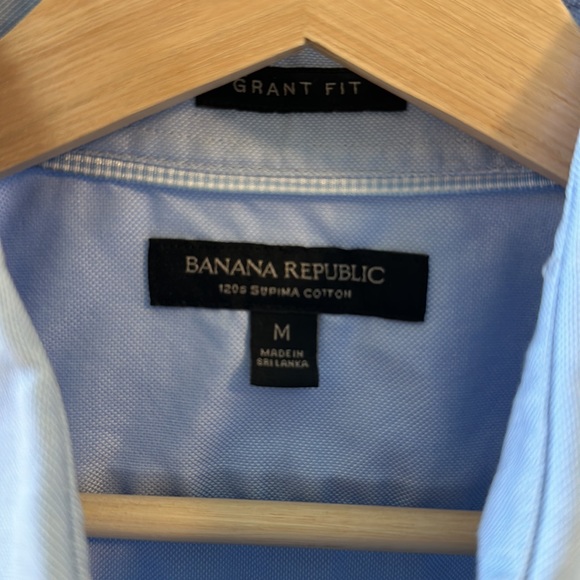 GRANT FIT
BANANA REPUBLIC
120s SUPIMA COTTON
M
MADE IN
SRI LANKA